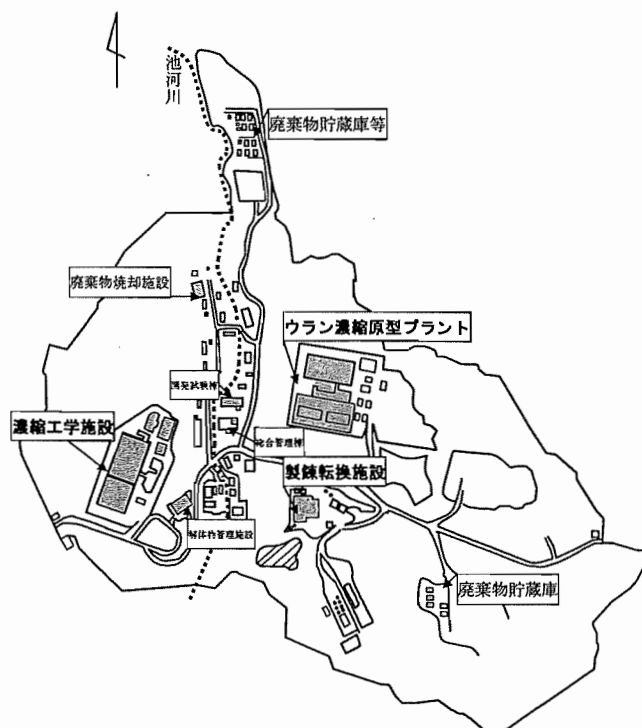 池河川
廃棄物貯蔵庫等
廃棄物焼却施設
ウラン濃縮原型プラント
開発試験棟
濃縮工学施設
総合管理棟
製錬転換施設
解体物管理施設
廃棄物貯蔵庫